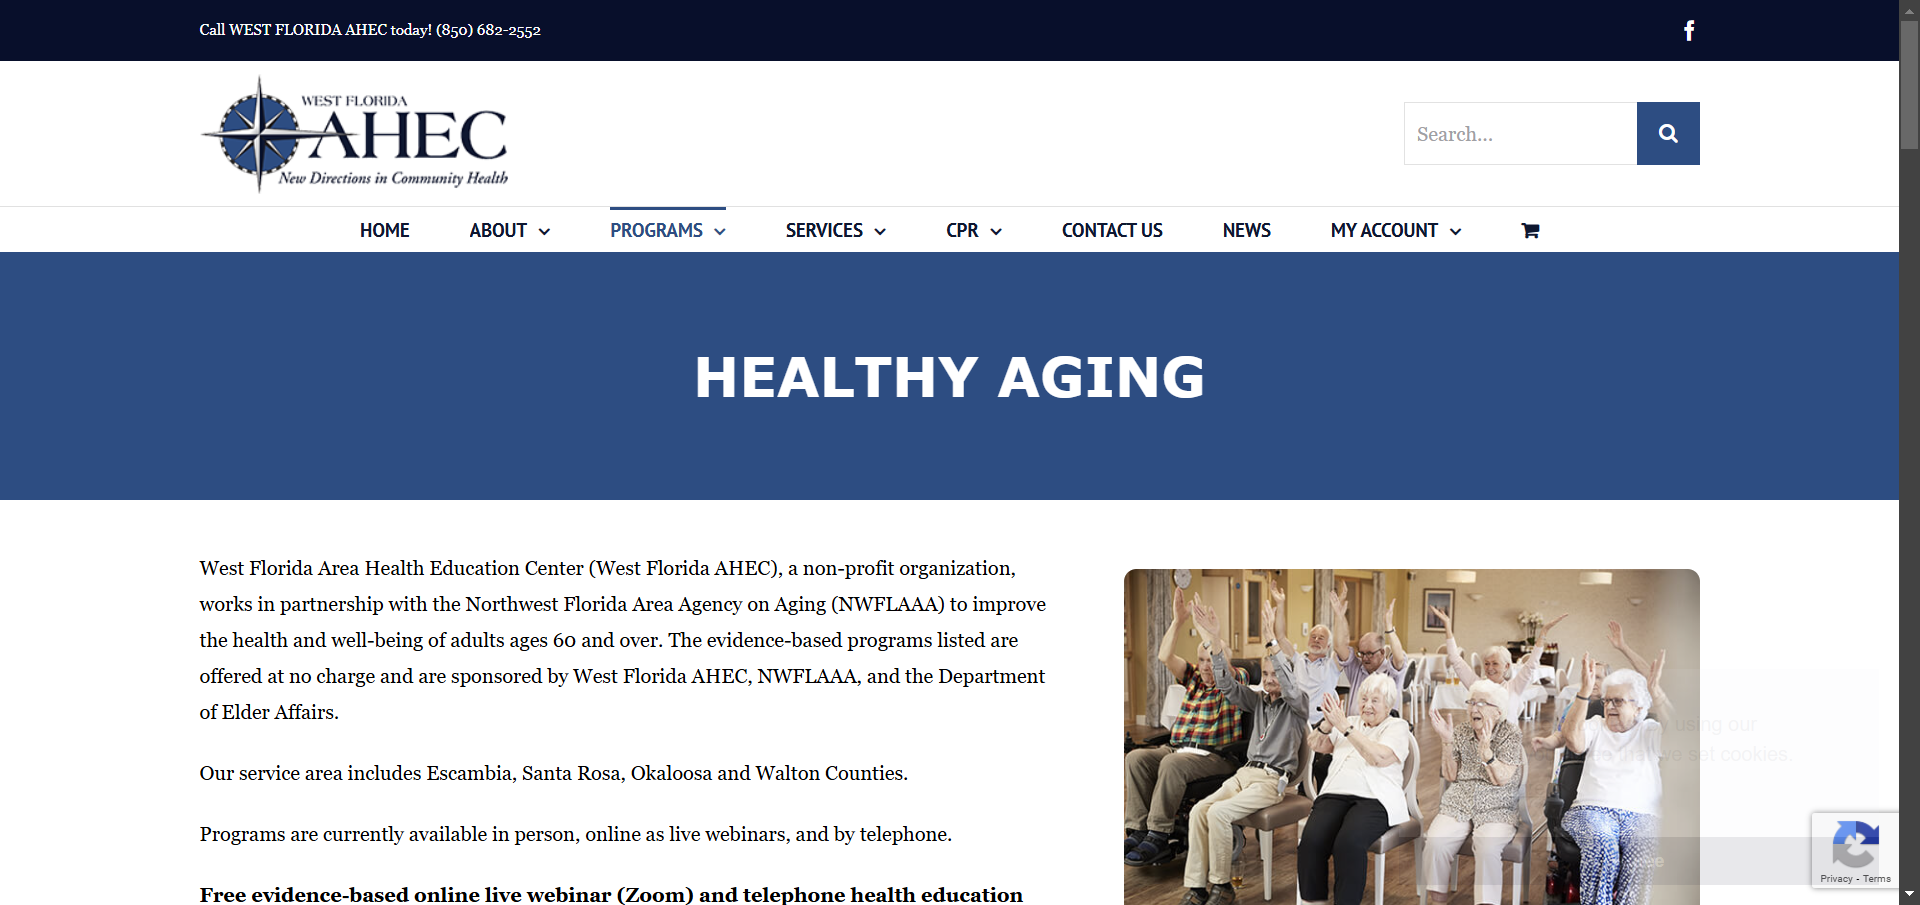 Call WEST FLORIDA AHEC today! (850) 682-2552
WEST FLORIDA
AHEC
New Directions in Community Health
Search...
HOME
ABOUT
PROGRAMS
SERVICES
CPR
CONTACT US
NEWS
MY ACCOUNT
HEALTHY AGING
West Florida Area Health Education Center (West Florida AHEC), a non-profit organization,
works in partnership with the Northwest Florida Area Agency on Aging (NWFLAAA) to improve
the health and well-being of adults ages 60 and over. The evidence-based programs listed are
offered at no charge and are sponsored by West Florida AHEC, NWFLAAA, and the Department
of Elder Affairs.
Our service area includes Escambia, Santa Rosa, Okaloosa and Walton Counties.
Programs are currently available in person, online as live webinars, and by telephone.
Free evidence-based online live webinar (Zoom) and telephone health education
using our
that we set cookies.
Privacy - Terms